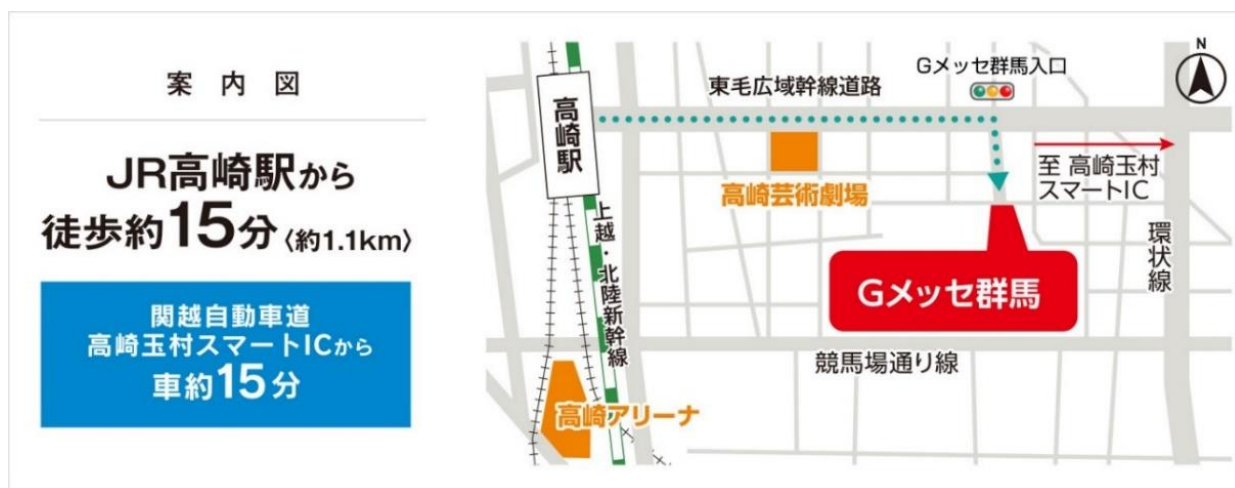 案内図
JR高崎駅から
徒歩約15分〈約1.1km〉
関越自動車道
高崎玉村スマートICから
車約15分
N
Gメッセ群馬入口
東毛広域幹線道路
高崎駅
至 高崎玉村
スマートIC
高崎芸術劇場
上越・北陸新幹線
環状線
Gメッセ群馬
競馬場通り線
高崎アリーナ